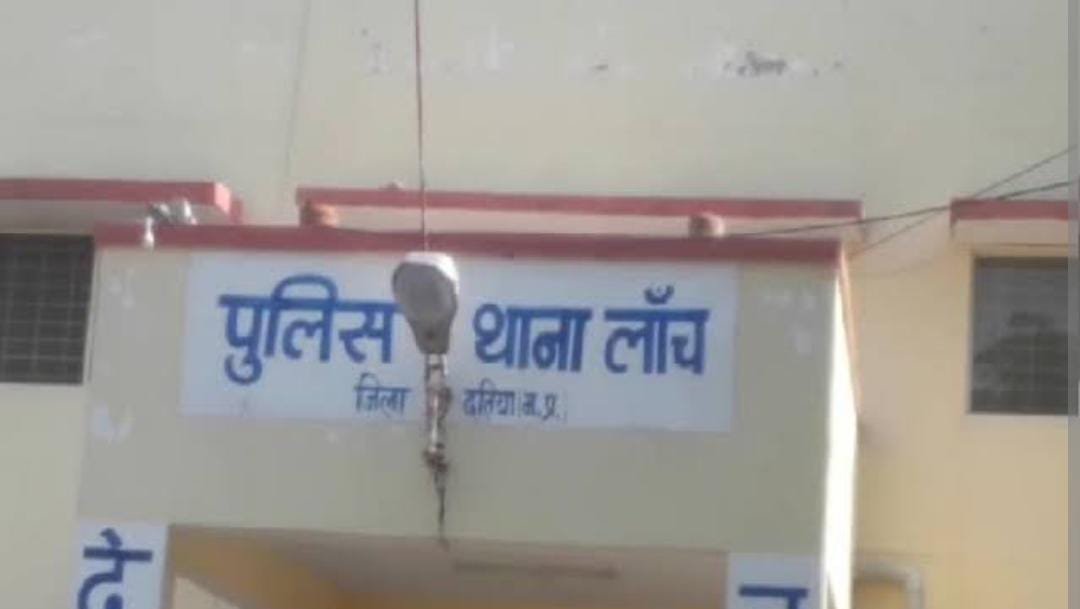 पुलिस थाना लाँच
जिला दतिया (म.प्र.)
दे